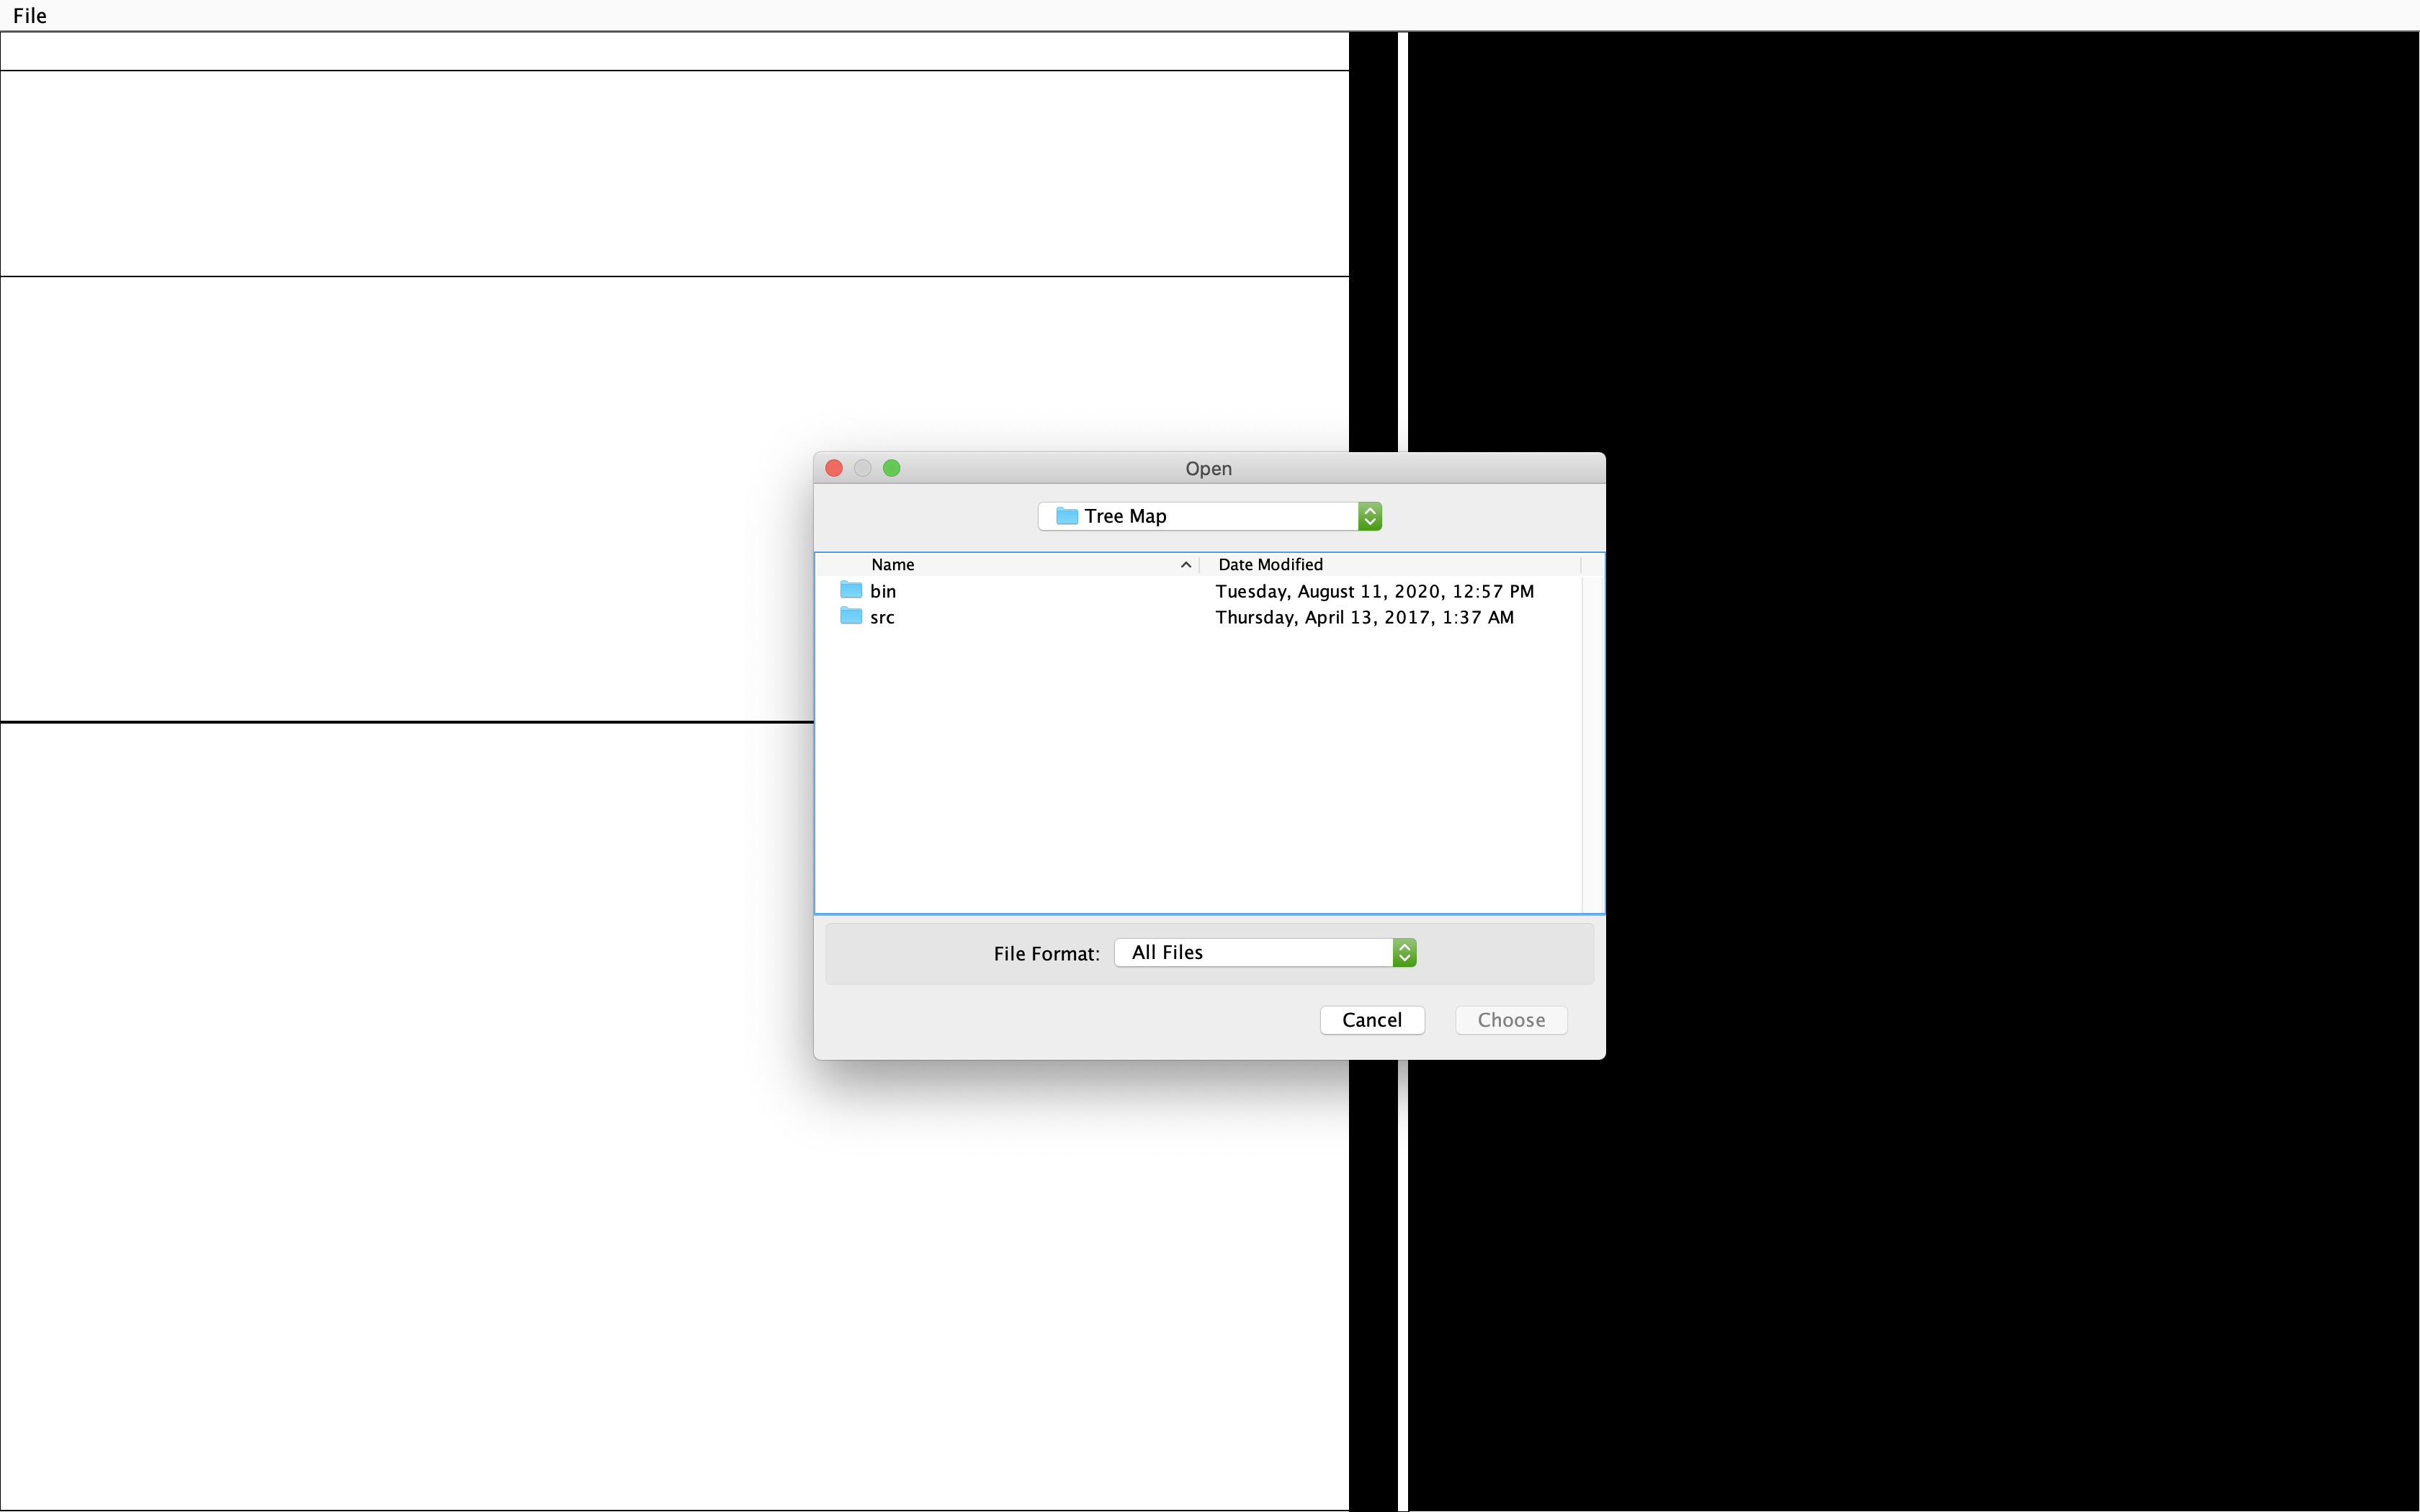 File
Open
Tree Map
Name Date Modified
bin Tuesday, August 11, 2020, 12:57 PM
src Thursday, April 13, 2017, 1:37 AM
File Format: All Files
Cancel Choose